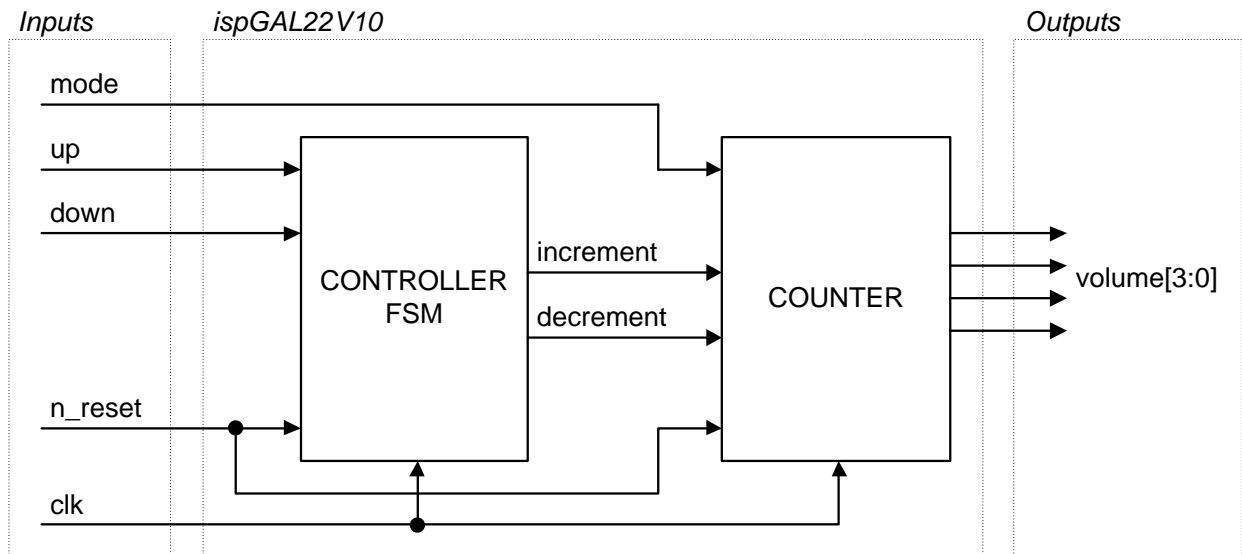 Inputs
ispGAL22V10
Outputs
mode
up
down
increment
CONTROLLER
FSM
COUNTER
volume[3:0]
decrement
n_reset
clk